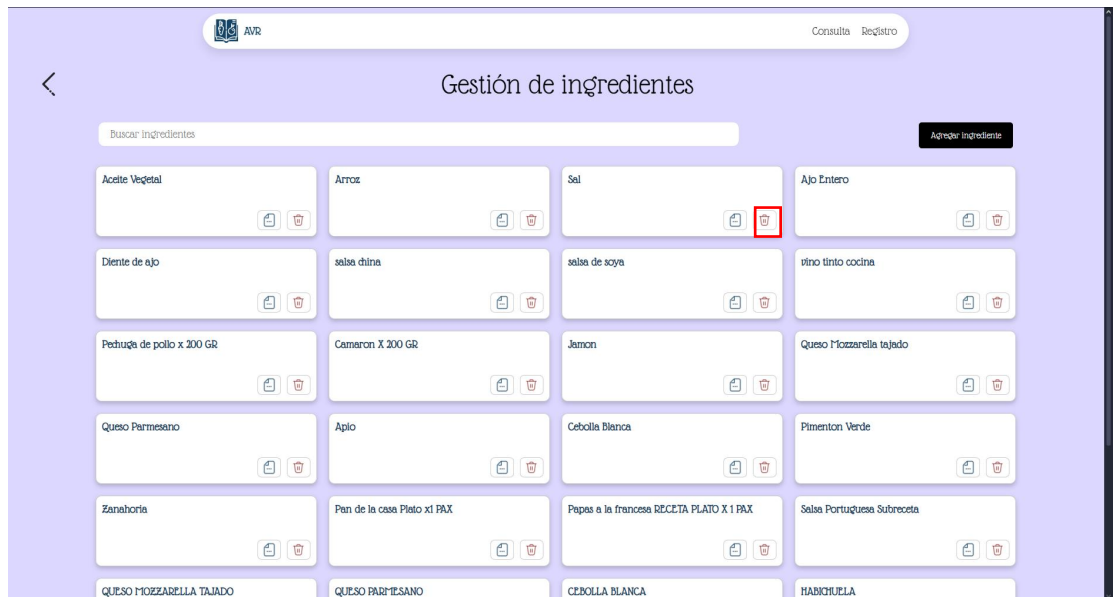 AVR
Consulta Registro
Gestión de ingredientes
Buscar ingredientes
Agregar ingrediente
Aceite Vegetal
Arroz
Sal
Ajo Entero
Diente de ajo
salsa china
salsa de soya
vino tinto cocina
Pechuga de pollo x 200 GR
Camaron X 200 GR
Jamon
Queso Mozzarella tajado
Queso Parmesano
Apio
Cebolla Blanca
Pimenton Verde
Zanahoria
Pan de la casa Plato x1 PAX
Papas a la francesa RECETA PLATO X 1 PAX
Salsa Portuguesa Subreceta
QUESO MOZZARELLA TAJADO
QUESO PARMESANO
CEBOLLA BLANCA
HABICHUELA